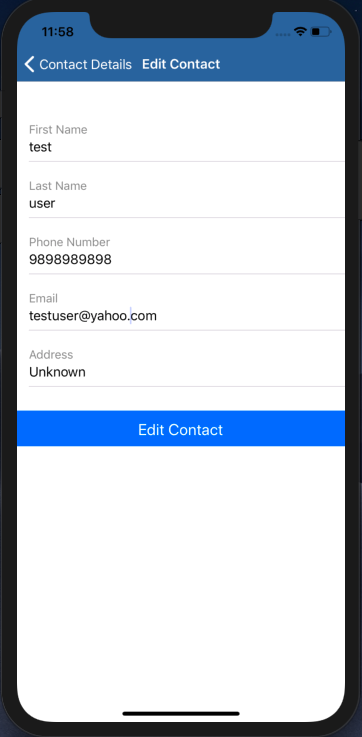 11:58
Contact Details Edit Contact
First Name
test
Last Name
user
Phone Number
9898989898
Email
testuser@yahoo.com
Address
Unknown
Edit Contact